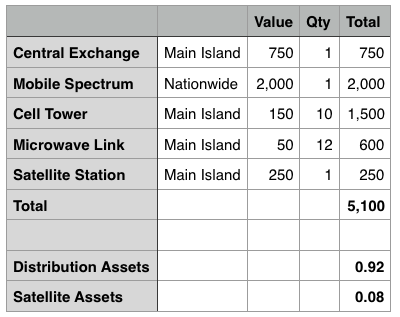 Value Qty Total
Central Exchange Main Island 750 1 750
Mobile Spectrum Nationwide 2,000 1 2,000
Cell Tower Main Island 150 10 1,500
Microwave Link Main Island 50 12 600
Satellite Station Main Island 250 1 250
Total 5,100
Distribution Assets 0.92
Satellite Assets 0.08